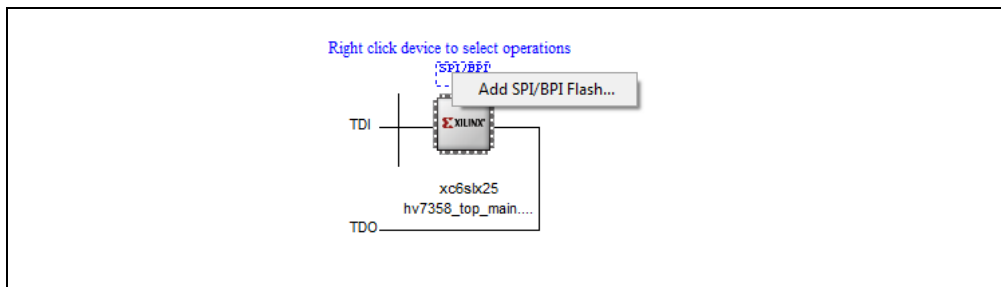 Right click device to select operations
SPI/BPI
Add SPI/BPI Flash...
TDI
XILINX
xc6slx25
hv7358_top_main....
TDO